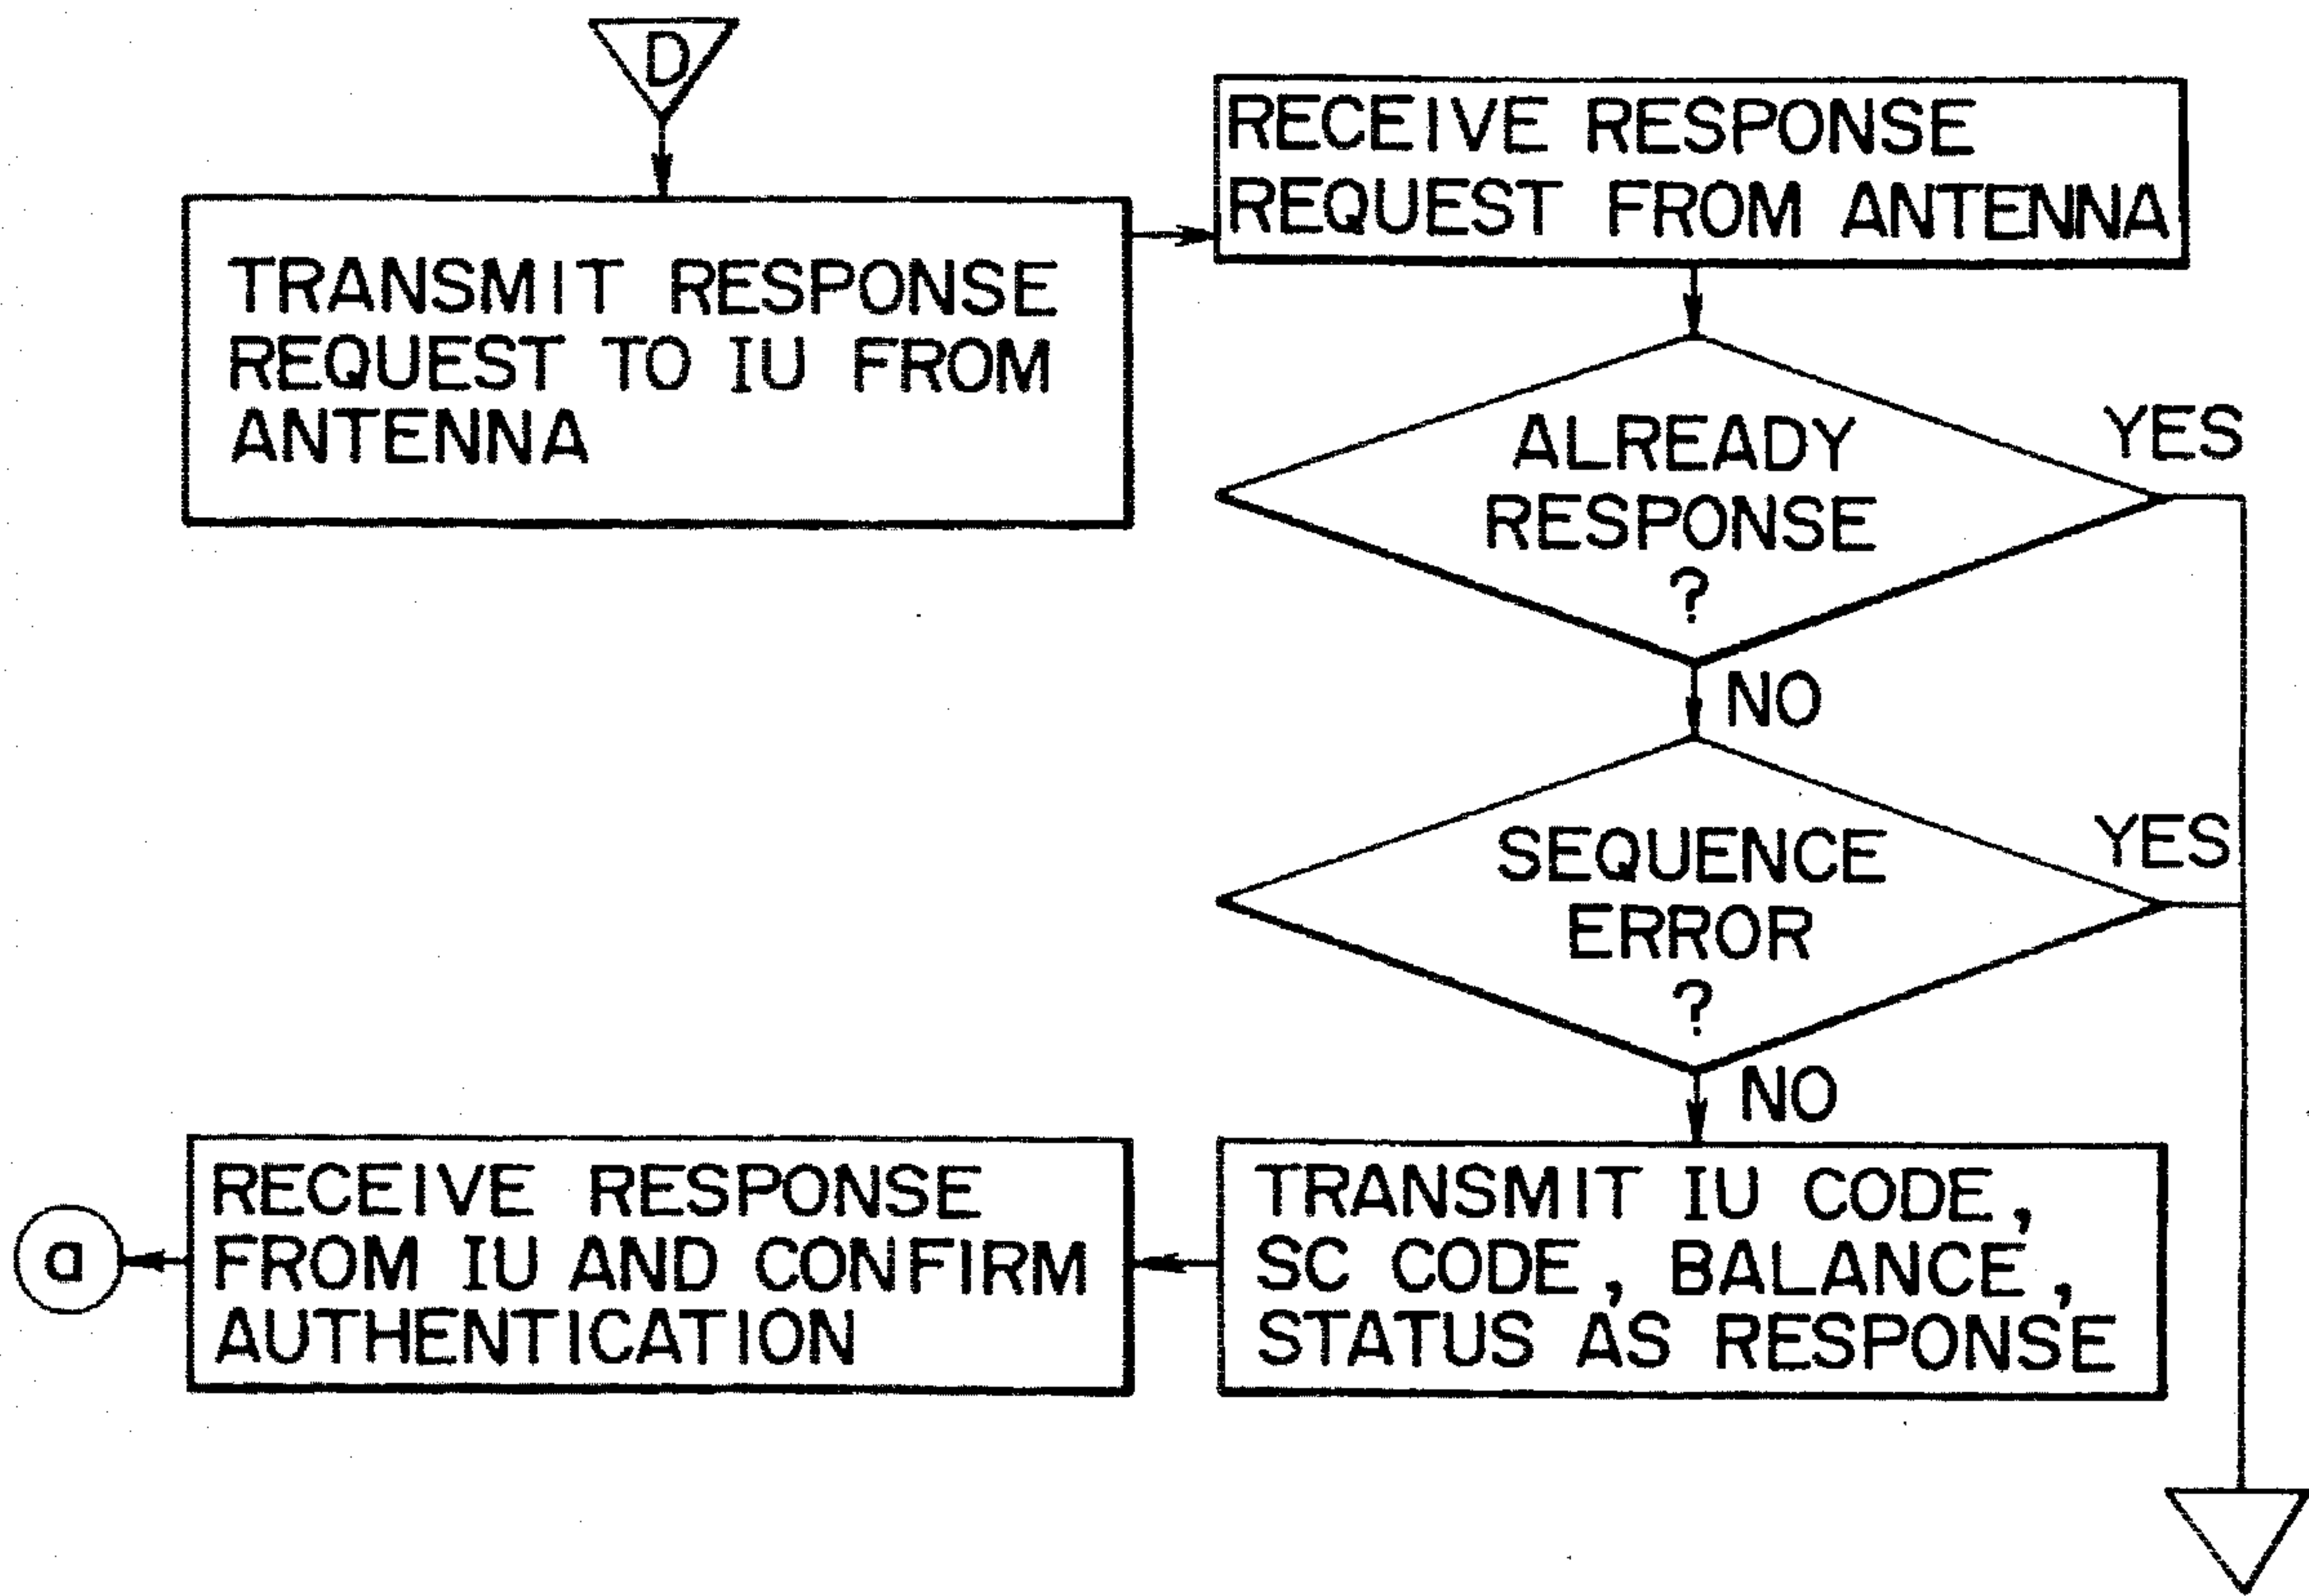 D
TRANSMIT RESPONSE
REQUEST TO IU FROM
ANTENNA
RECEIVE RESPONSE
REQUEST FROM ANTENNA
ALREADY
RESPONSE
?
YES
NO
SEQUENCE
ERROR
?
YES
NO
TRANSMIT IU CODE,
SC CODE, BALANCE,
STATUS AS RESPONSE
RECEIVE RESPONSE
FROM IU AND CONFIRM
AUTHENTICATION
a